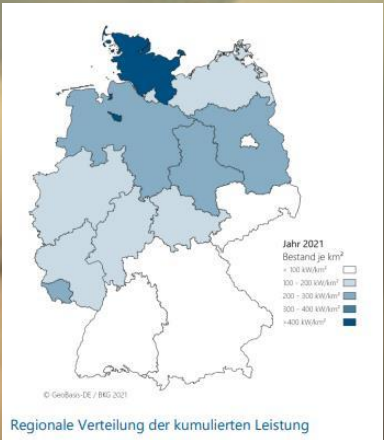 Jahr 2021
Bestand je km²
< 100 kW/km²
100 - 200 kW/km²
200 - 300 kW/km²
300 - 400 kW/km²
>400 kW/km²
© GeoBasis-DE / BKG 2021
Regionale Verteilung der kumulierten Leistung